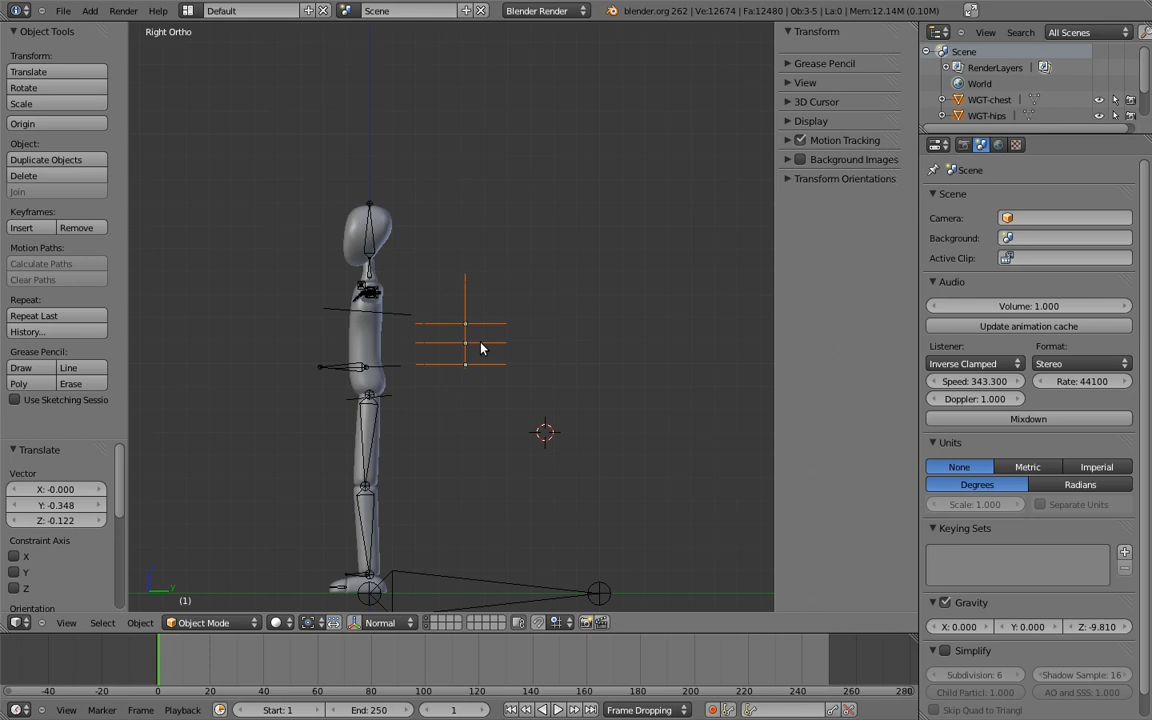 File Add Render Help Default Scene Blender Render blender.org 262 | Ve:12674 | Fa:12480 | Ob:3-5 | La:0 | Mem:12.14M (0.10M)
Object Tools
Transform:
Translate
Rotate
Scale
Origin
Object:
Duplicate Objects
Delete
Join
Keyframes:
Insert Remove
Motion Paths:
Calculate Paths
Clear Paths
Repeat:
Repeat Last
History...
Grease Pencil:
Draw Line
Poly Erase
Use Sketching Sessio
Translate
Vector
X: -0.000
Y: -0.348
Z: -0.122
Constraint Axis
X
Y
Z
Orientation
Right Ortho
y
(1)
View Select Object Object Mode Normal
Transform
Grease Pencil
View
3D Cursor
Display
Motion Tracking
Background Images
Transform Orientations
View Search All Scenes
Scene
RenderLayers |
World
WGT-chest |
WGT-hips |
Scene
Scene
Camera:
Background:
Active Clip:
Audio
Volume: 1.000
Update animation cache
Listener: Format:
Inverse Clamped Stereo
Speed: 343.300 Rate: 44100
Doppler: 1.000
Mixdown
Units
None Metric Imperial
Degrees Radians
Scale: 1.000 Separate Units
Keying Sets
Gravity
X: 0.000 Y: 0.000 Z: -9.810
Simplify
Subdivision: 6 Shadow Sample: 16
Child Particl: 1.000 AO and SSS: 1.000
Skip Quad to Triangl
-40 -20 0 20 40 60 80 100 120 140 160 180 200 220 240 260 280
View Marker Frame Playback Start: 1 End: 250 1 Frame Dropping